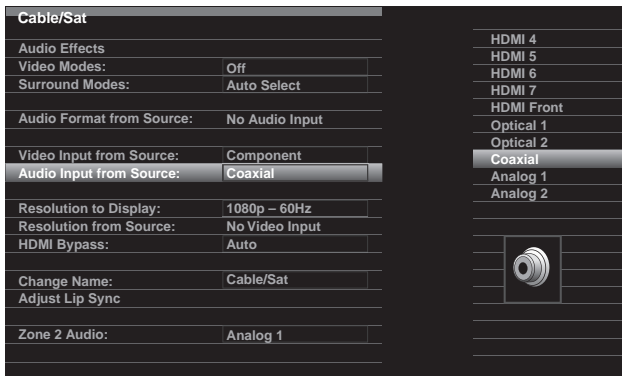 Cable/Sat
Audio Effects
Video Modes: Off
Surround Modes: Auto Select
Audio Format from Source: No Audio Input
Video Input from Source: Component
Audio Input from Source: Coaxial
Resolution to Display: 1080p – 60Hz
Resolution from Source: No Video Input
HDMI Bypass: Auto
Change Name: Cable/Sat
Adjust Lip Sync
Zone 2 Audio: Analog 1
HDMI 4
HDMI 5
HDMI 6
HDMI 7
HDMI Front
Optical 1
Optical 2
Coaxial
Analog 1
Analog 2